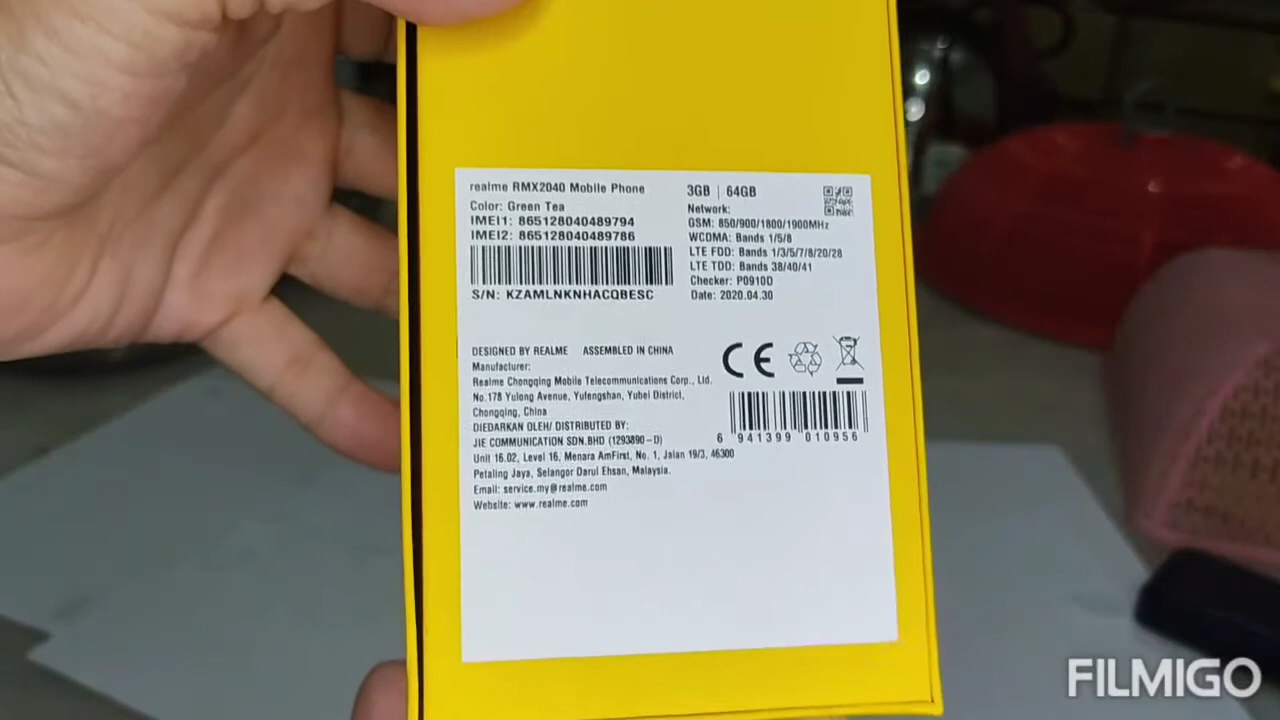 realme RMX2040 Mobile Phone
Color: Green Tea
IMEI1: 865128040489794
IMEI2: 865128040489786
S/N: KZAMLNKNHACQBESC
3GB | 64GB
Network:
GSM: 850/900/1800/1900MHz
WCDMA: Bands 1/5/8
LTE FDD: Bands 1/3/5/7/8/20/28
LTE TDD: Bands 38/40/41
Checker: P0910D
Date: 2020.04.30
DESIGNED BY REALME ASSEMBLED IN CHINA
Manufacturer:
Realme Chongqing Mobile Telecommunications Corp., Ltd.
No.178 Yulong Avenue, Yufengshan, Yubei District,
Chongqing, China
DIEDARKAN OLEH/ DISTRIBUTED BY:
JIE COMMUNICATION SDN.BHD (1293890-D)
Unit 16.02, Level 16, Menara AmFirst, No. 1, Jalan 19/3, 46300
Petaling Jaya, Selangor Darul Ehsan, Malaysia.
Email: service.my@realme.com
Website: www.realme.com
CE
6 941399 010956
FILMIGO